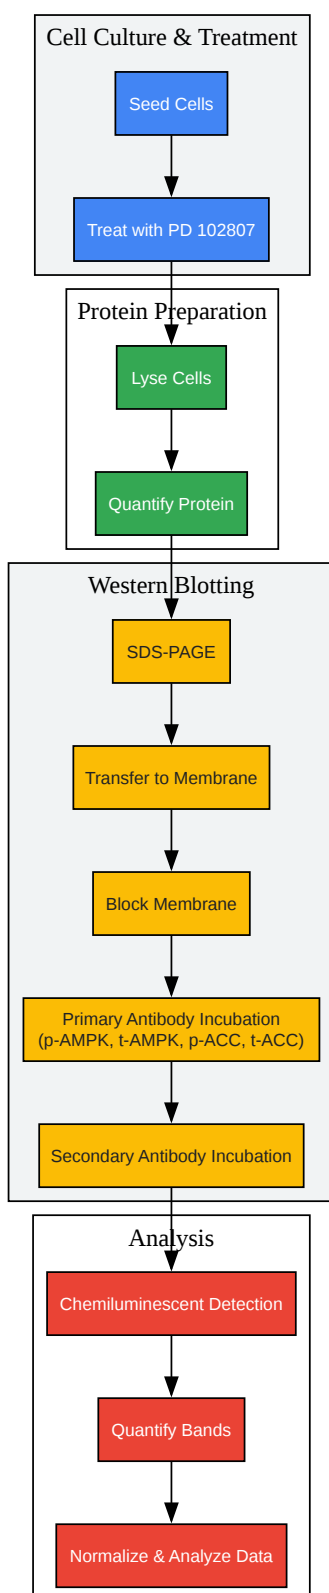 Cell Culture & Treatment
Seed Cells
Treat with PD 102807
Protein Preparation
Lyse Cells
Quantify Protein
Western Blotting
SDS-PAGE
Transfer to Membrane
Block Membrane
Primary Antibody Incubation
(p-AMPK, t-AMPK, p-ACC, t-ACC)
Secondary Antibody Incubation
Analysis
Chemiluminescent Detection
Quantify Bands
Normalize & Analyze Data